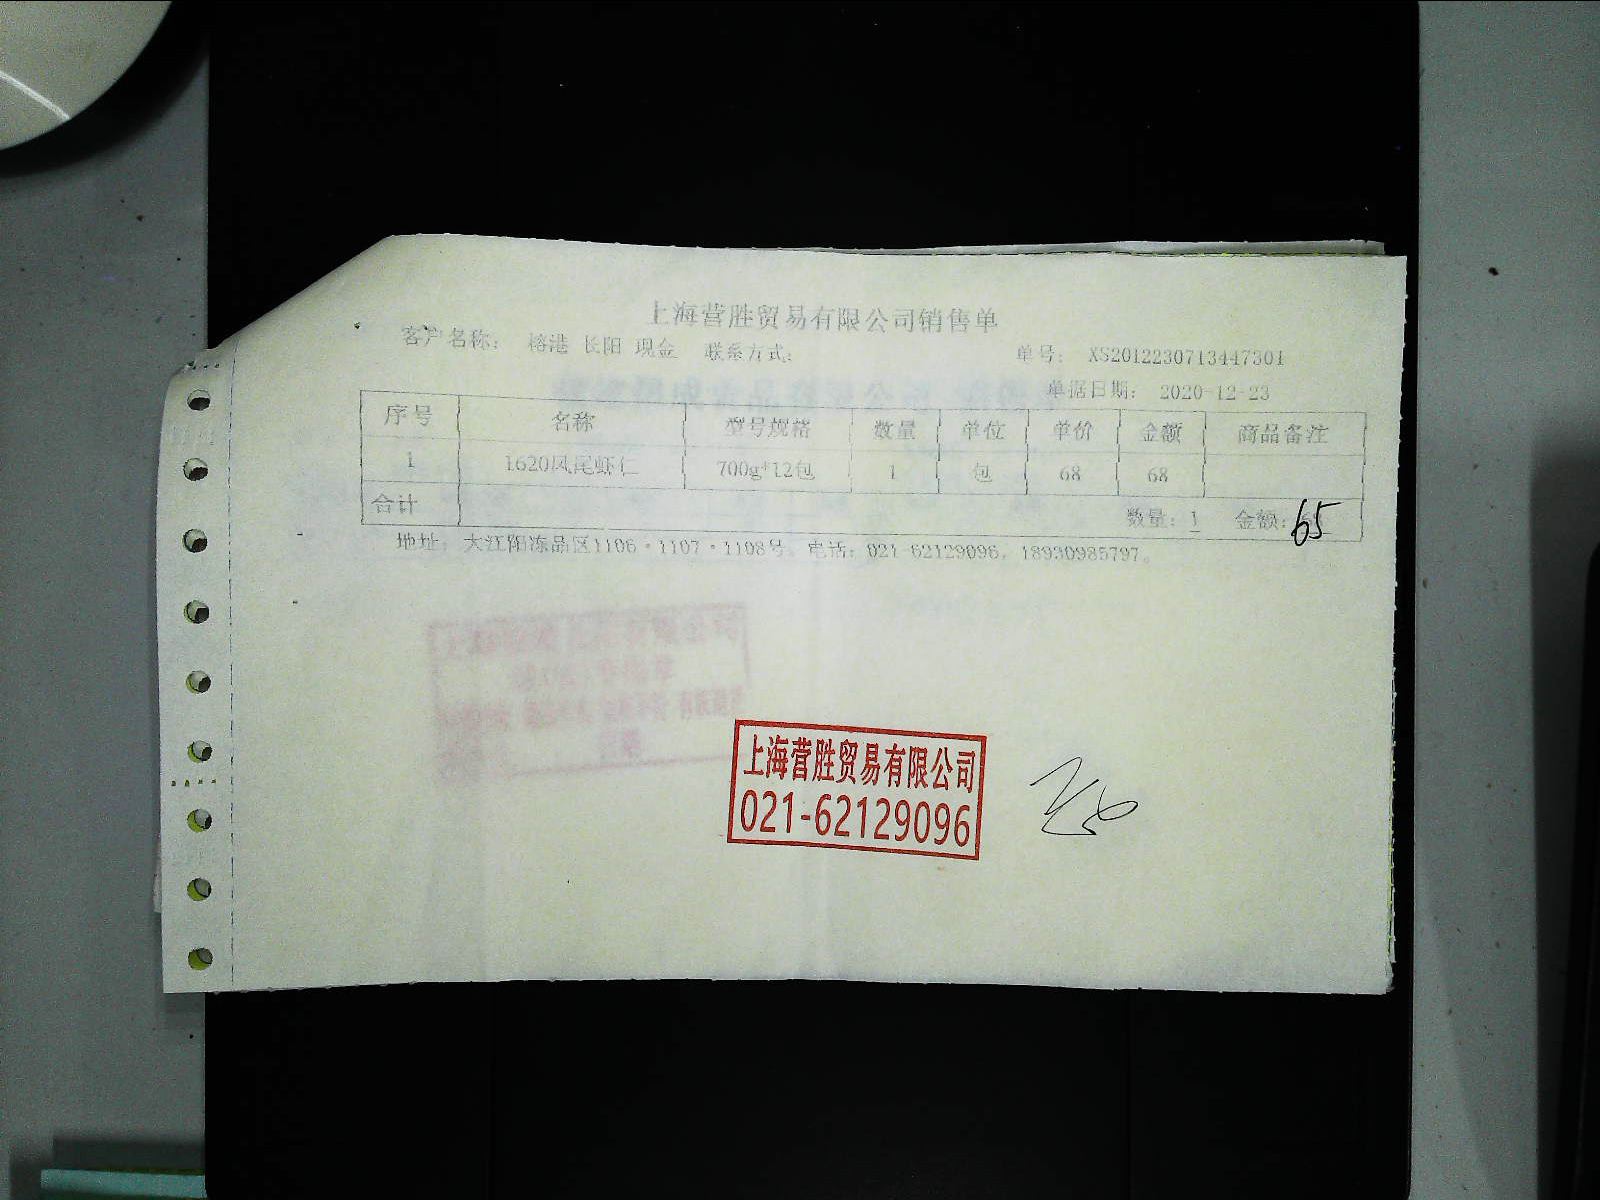 上海营胜贸易有限公司销售单
客户名称: 榕港 长阳 现金 联系方式: 单号: XS2012230713447301
单据日期: 2020-12-23
序号 名称 型号规格 数量 单位 单价 金额 商品备注
1 1620凤尾虾仁 700g*12包 1 包 68 68
合计 数量: 1 金额: 65
地址: 大江阳冻品区1106·1107·1108号 电话: 021-62129096, 18930985797。
上海营胜贸易有限公司
021-62129096